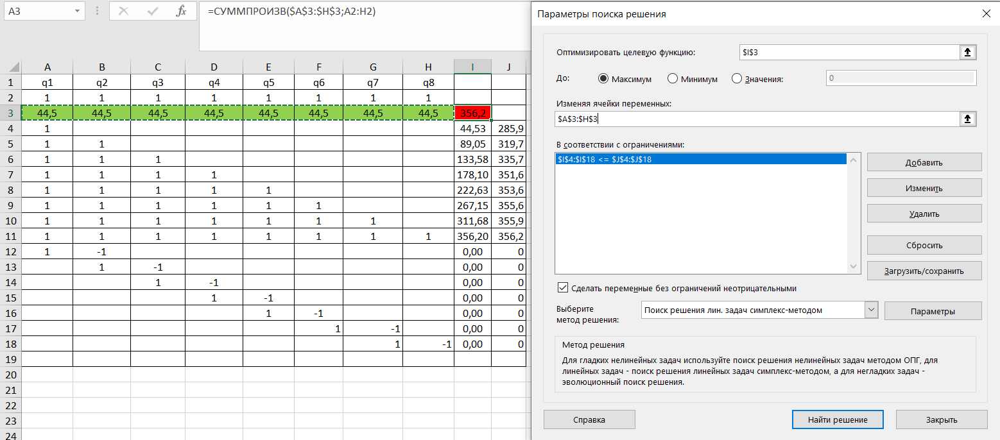 A3 fx =СУММПРОИЗВ($A$3:$H$3;A2:H2)
A B C D E F G H I J
1 q1 q2 q3 q4 q5 q6 q7 q8
2 1 1 1 1 1 1 1 1
3 44,5 44,5 44,5 44,5 44,5 44,5 44,5 44,5 356,2
4 1 44,53 285,9
5 1 1 89,05 319,7
6 1 1 1 133,58 335,7
7 1 1 1 1 178,10 351,6
8 1 1 1 1 1 222,63 353,6
9 1 1 1 1 1 1 267,15 355,6
10 1 1 1 1 1 1 1 311,68 355,9
11 1 1 1 1 1 1 1 1 356,20 356,2
12 1 -1 0,00 0
13 1 -1 0,00 0
14 1 -1 0,00 0
15 1 -1 0,00 0
16 1 -1 0,00 0
17 1 -1 0,00 0
18 1 -1 0,00 0
19
20
21
22
23
24
Параметры поиска решения
Оптимизировать целевую функцию: $I$3
До: Максимум Минимум Значения: 0
Изменяя ячейки переменных:
$A$3:$H$3
В соответствии с ограничениями:
$I$4:$I$18 <= $J$4:$J$18
Добавить
Изменить
Удалить
Сбросить
Загрузить/сохранить
Сделать переменные без ограничений неотрицательными
Выберите
метод решения:
Поиск решения лин. задач симплекс-методом
Параметры
Метод решения
Для гладких нелинейных задач используйте поиск решения нелинейных задач методом ОПГ, для
линейных задач - поиск решения линейных задач симплекс-методом, а для негладких задач -
эволюционный поиск решения.
Справка
Найти решение
Закрыть